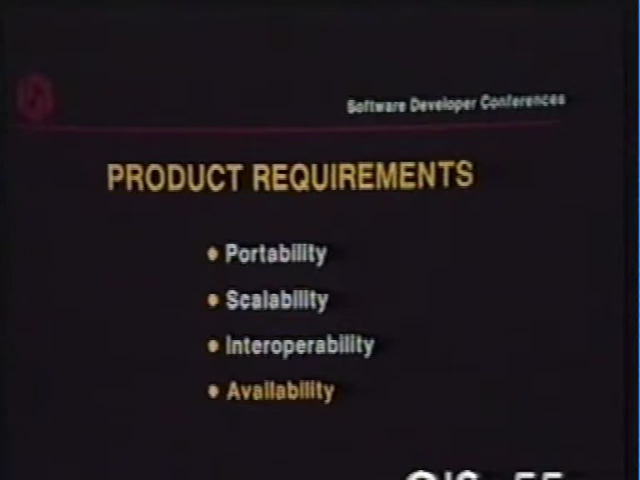 Software Developer Conferences
PRODUCT REQUIREMENTS
• Portability
• Scalability
• Interoperability
• Availability